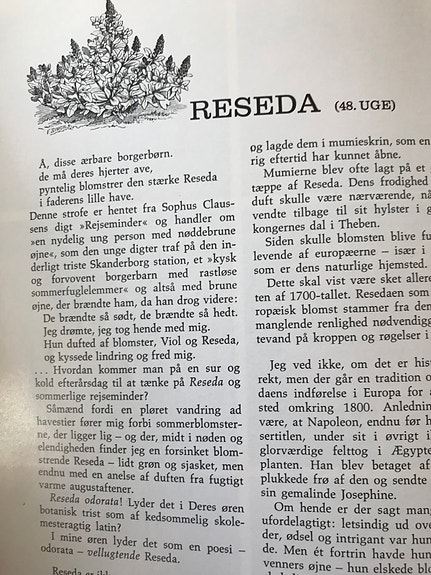 RESEDA (48. UGE)
A, disse ærbare borgerbørn.
de må deres hjerter ave,
pyntelig blomstrer den stærke Reseda
i faderens lille have.
Denne strofe er hentet fra Sophus Claus-
sens digt »Rejseminder« og handler om
»en nydelig ung person med nøddebrune
øjne«, som den unge digter traf på den in-
derligt triste Skanderborg station, et »kysk
og forvovent borgerbarn med rastløse
sommerfuglelemmer« og altså med brune
øjne, der brændte ham, da han drog videre:
De brændte så sødt, de brændte så hedt.
Jeg drømte, jeg tog hende med mig.
Hun dufted af blomster, Viol og Reseda,
og kyssede lindring og fred mig.
. . . Hvordan kommer man på en sur og
kold efterårsdag til at tænke på Reseda og
sommerlige rejseminder?
Såmænd fordi en pløret vandring ad
havestier fører mig forbi sommerblomster-
ne, der ligger lig – og der, midt i nøden og
elendigheden finder jeg en forsinket blom-
strende Reseda – lidt grøn og sjasket, men
endnu med en anelse af duften fra fugtigt
varme augustaftener.
Reseda odorata! Lyder det i Deres øren
botanisk trist som af kedsommelig skole-
mesteragtig latin?
I mine ører lyder det som en poesi –
odorata – vellugtende Reseda.
og lagde dem i mumieskrin, som en
rig eftertid har kunnet åbne.
Mumierne blev ofte lagt på et
tæppe af Reseda. Dens frodighed
duft skulle være nærværende, nå
vendte tilbage til sit hylster i g
kongernes dal i Theben.
Siden skulle blomsten blive fu
levende af europæerne – især i
som er dens naturlige hjemsted.
Dette skal vist være sket allere
ten af 1700-tallet. Resedaen som
ropæisk blomst stammer fra den
manglende renlighed nødvendigg
tevand på kroppen og røgelser i
Jeg ved ikke, om det er his
rekt, men der går en tradition o
daens indførelse i Europa for a
sted omkring 1800. Anledning
være, at Napoleon, endnu før h
sertitlen, under sit i øvrigt i
glorværdige felttog i Ægypte
planten. Han blev betaget af
plukkede frø af den og sendte
sin gemalinde Josephine.
Om hende er der sagt mang
ufordelagtigt: letsindig ud ove
der, ødsel og intrigant var hun
de. Men ét fortrin havde hun
venners øjne – hun elskede blo